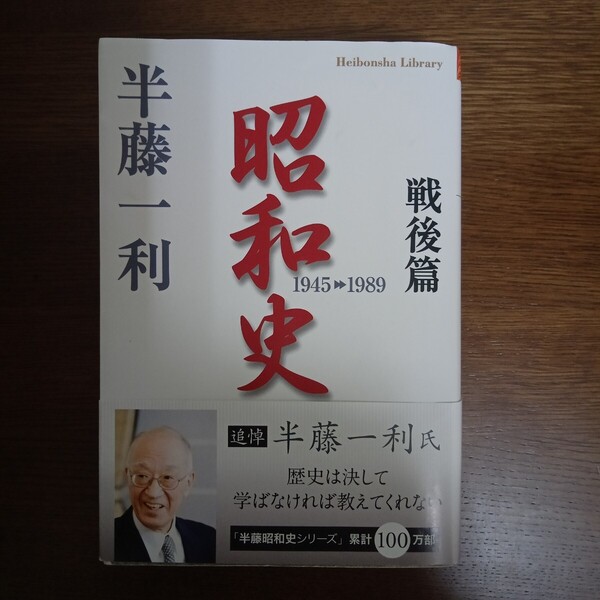 Heibonsha Library
戦後篇
昭和史
1945▸▸1989
半藤一利
追悼 半藤一利氏
歴史は決して
学ばなければ教えてくれない
「半藤昭和史シリーズ」累計100万部